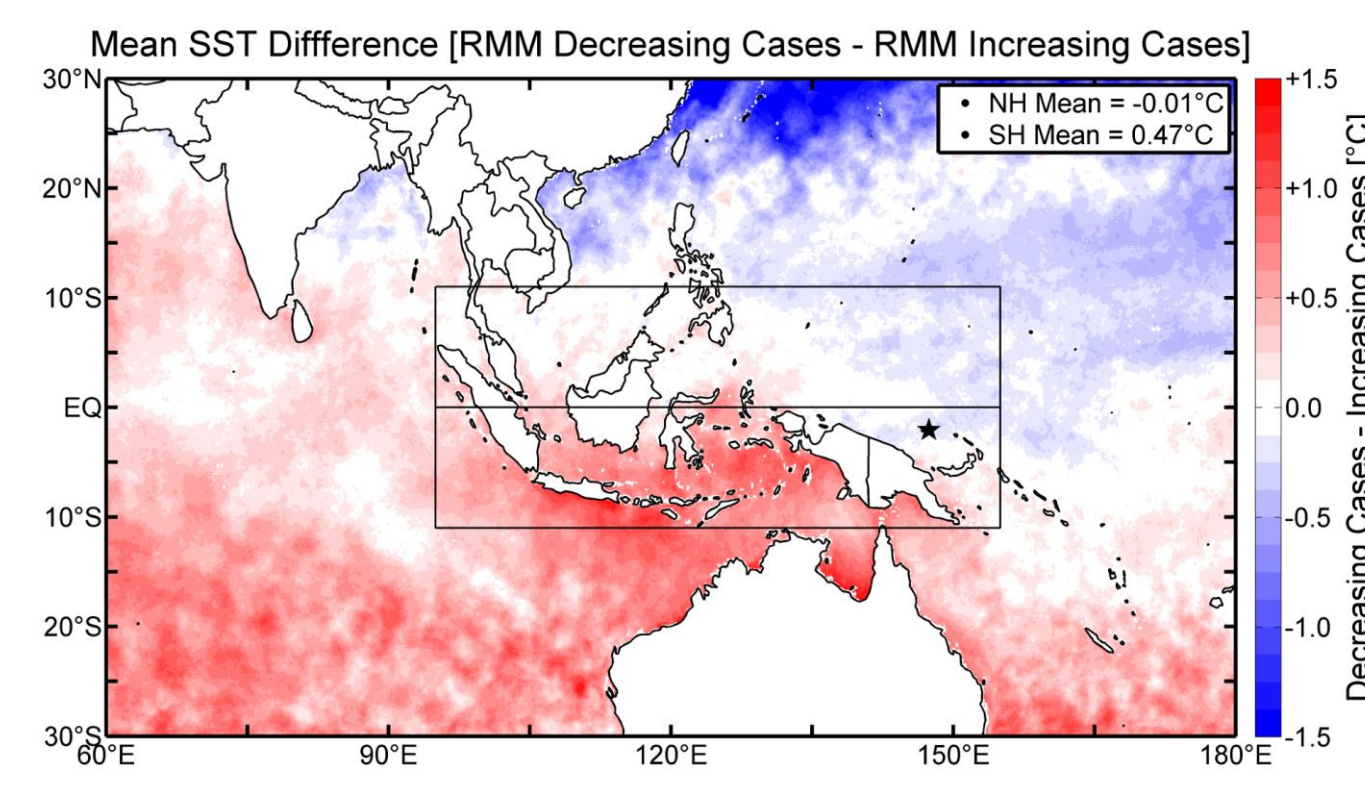 Mean SST Diffference [RMM Decreasing Cases - RMM Increasing Cases]
30°N
20°N
10°S
EQ
10°S
20°S
30°S
60°E
90°E
120°E
150°E
180°E
• NH Mean = -0.01°C
• SH Mean = 0.47°C
+1.5
+1.0
+0.5
0.0
-0.5
-1.0
-1.5
Decreasing Cases - Increasing Cases [°C]